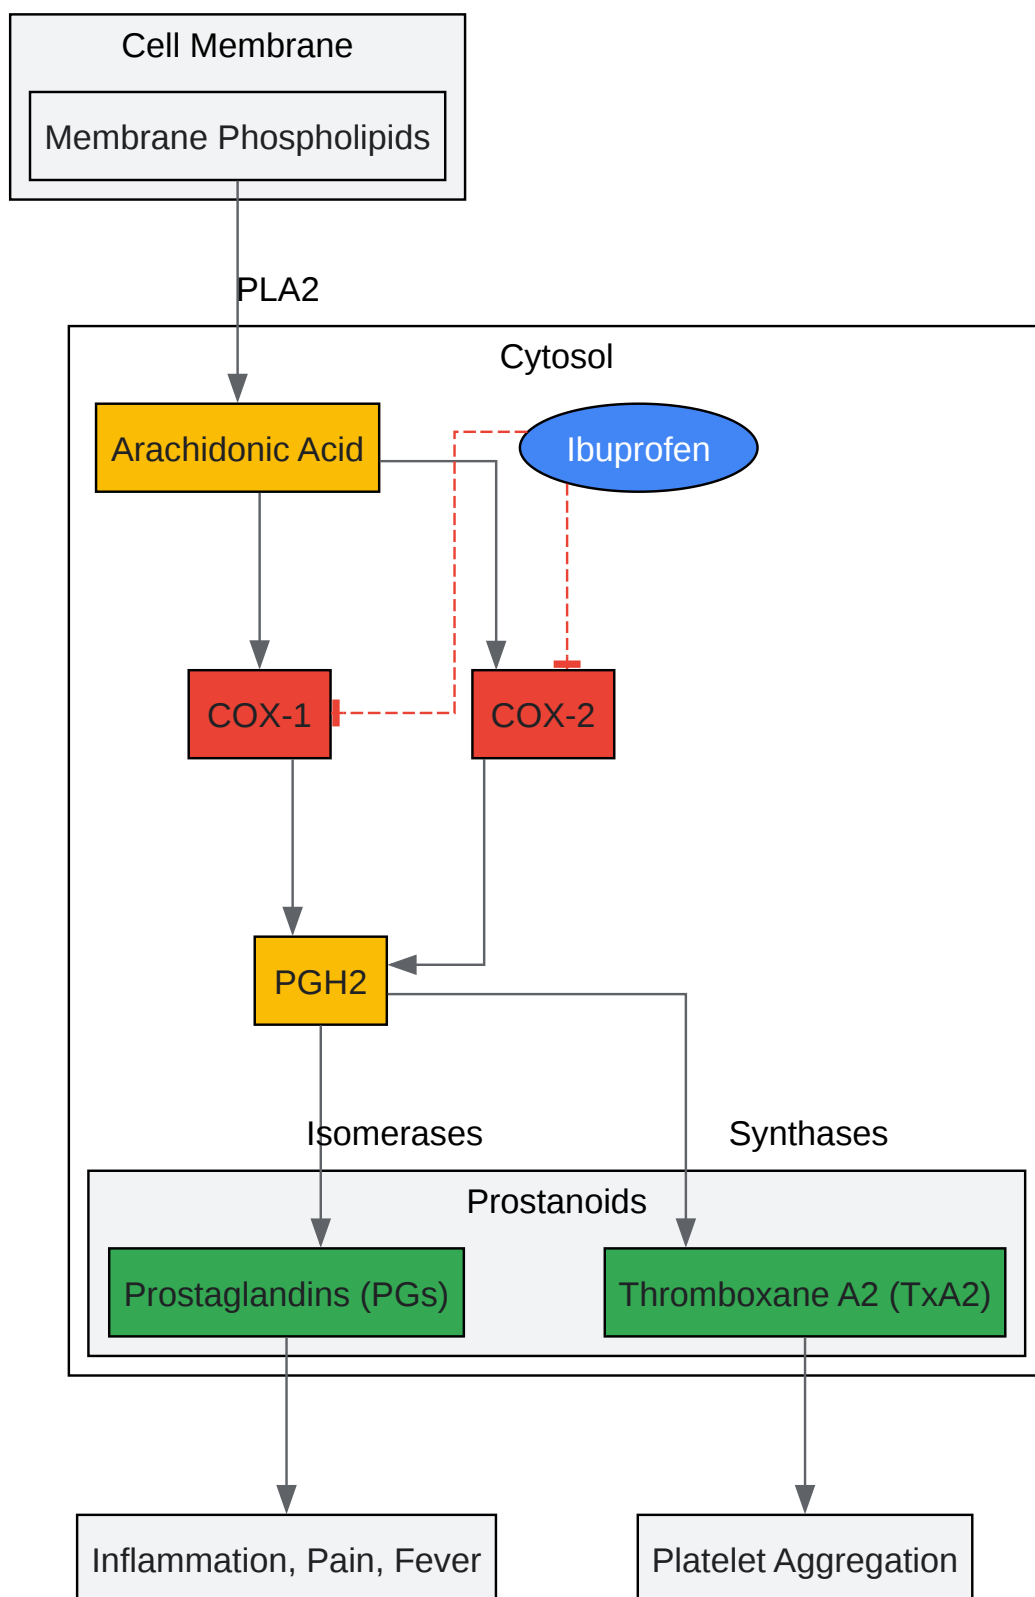 Cell Membrane
Membrane Phospholipids
PLA2
Cytosol
Arachidonic Acid
Ibuprofen
COX-1
COX-2
PGH2
Isomerases
Synthases
Prostanoids
Prostaglandins (PGs)
Thromboxane A2 (TxA2)
Inflammation, Pain, Fever
Platelet Aggregation